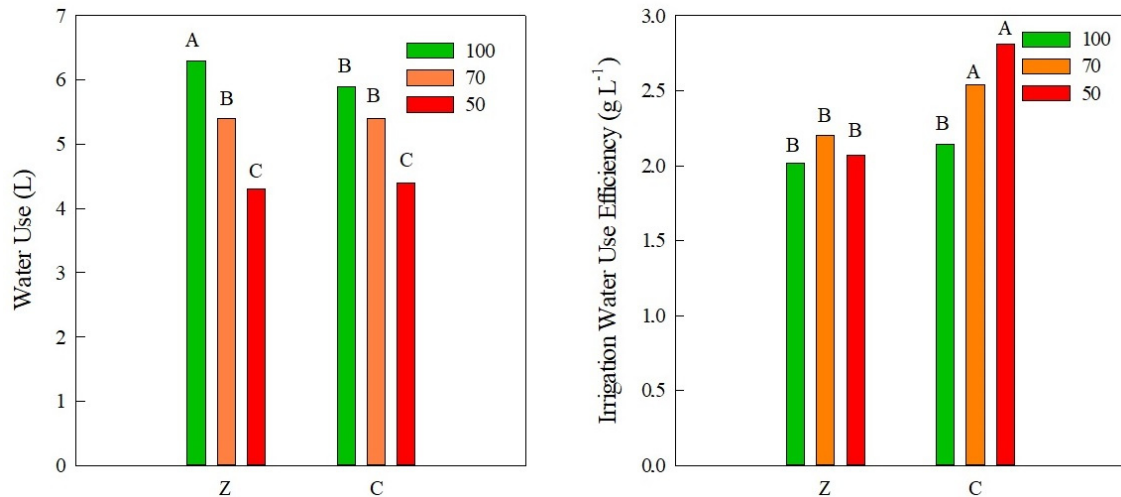 Water Use (L)
7
6
5
4
3
2
1
0
A
B
C
B
B
C
100
70
50
Z
C
Irrigation Water Use Efficiency (g L⁻¹)
3.0
2.5
2.0
1.5
1.0
0.5
0.0
B
B
B
B
A
A
100
70
50
Z
C